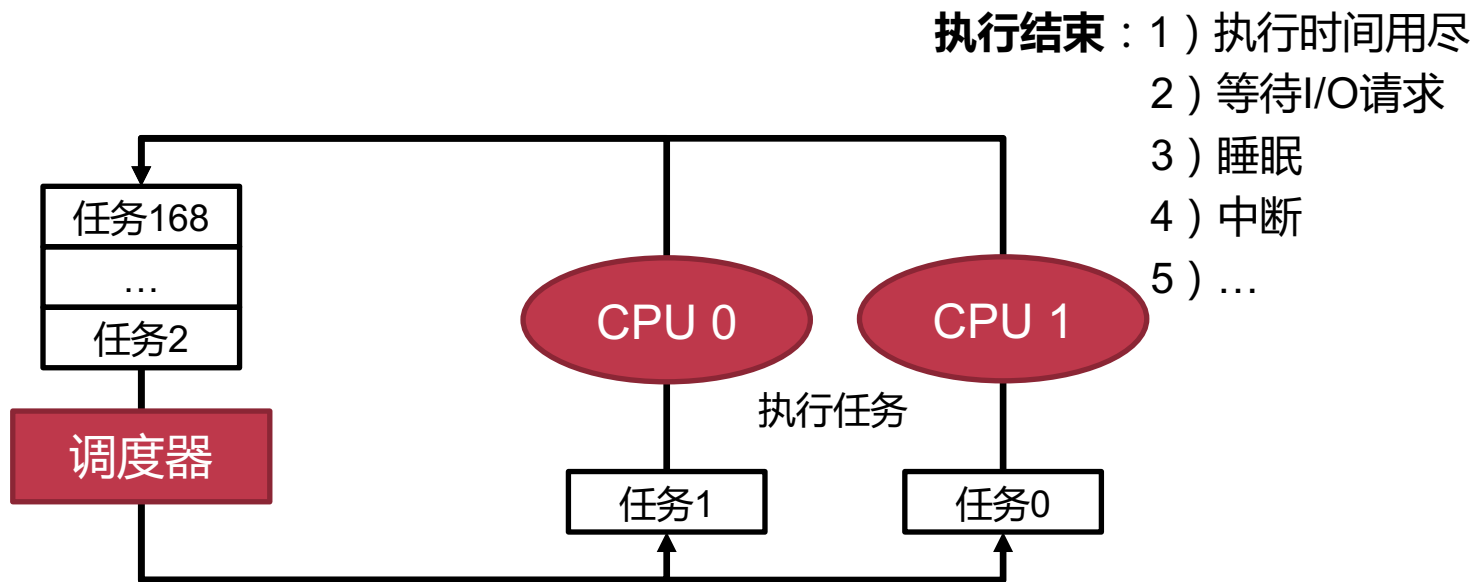 执行结束：1）执行时间用尽
2）等待I/O请求
3）睡眠
4）中断
5）…
任务168
…
任务2
调度器
CPU 0
CPU 1
执行任务
任务1
任务0